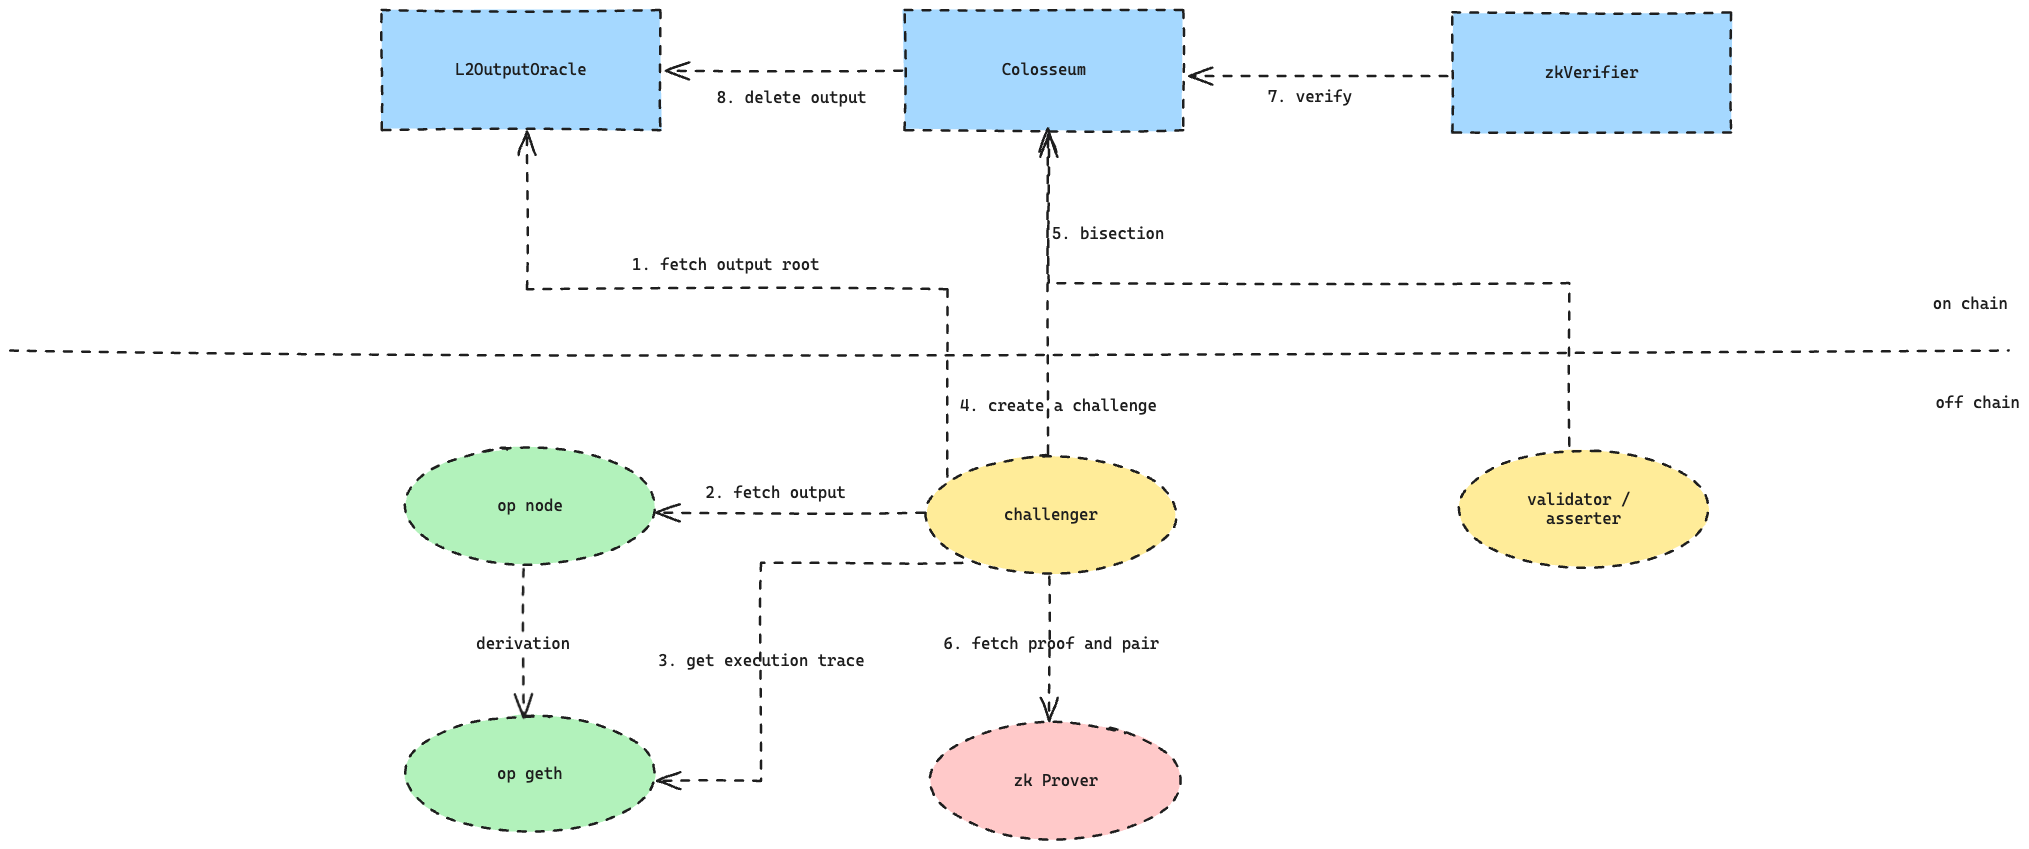 L2OutputOracle
Colosseum
zkVerifier
8. delete output
7. verify
5. bisection
1. fetch output root
on chain
off chain
4. create a challenge
2. fetch output
op node
challenger
validator /
asserter
derivation
3. get execution trace
6. fetch proof and pair
op geth
zk Prover